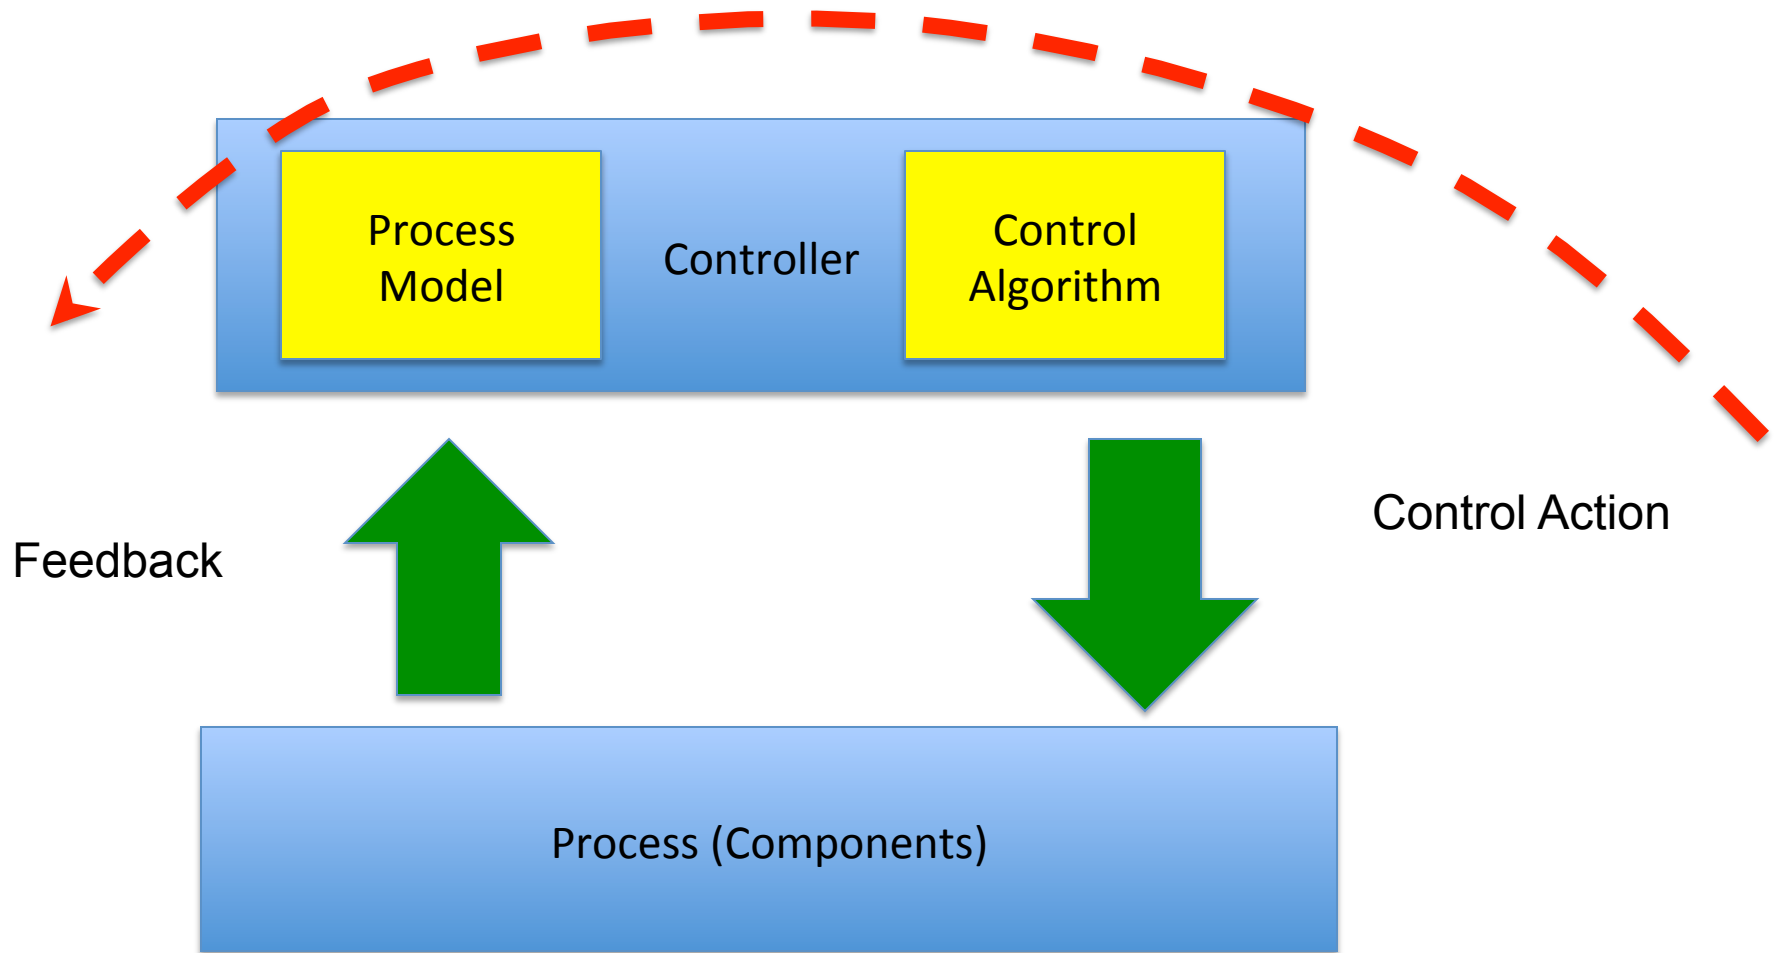 Process
Model
Controller
Control
Algorithm
Feedback
Control Action
Process (Components)